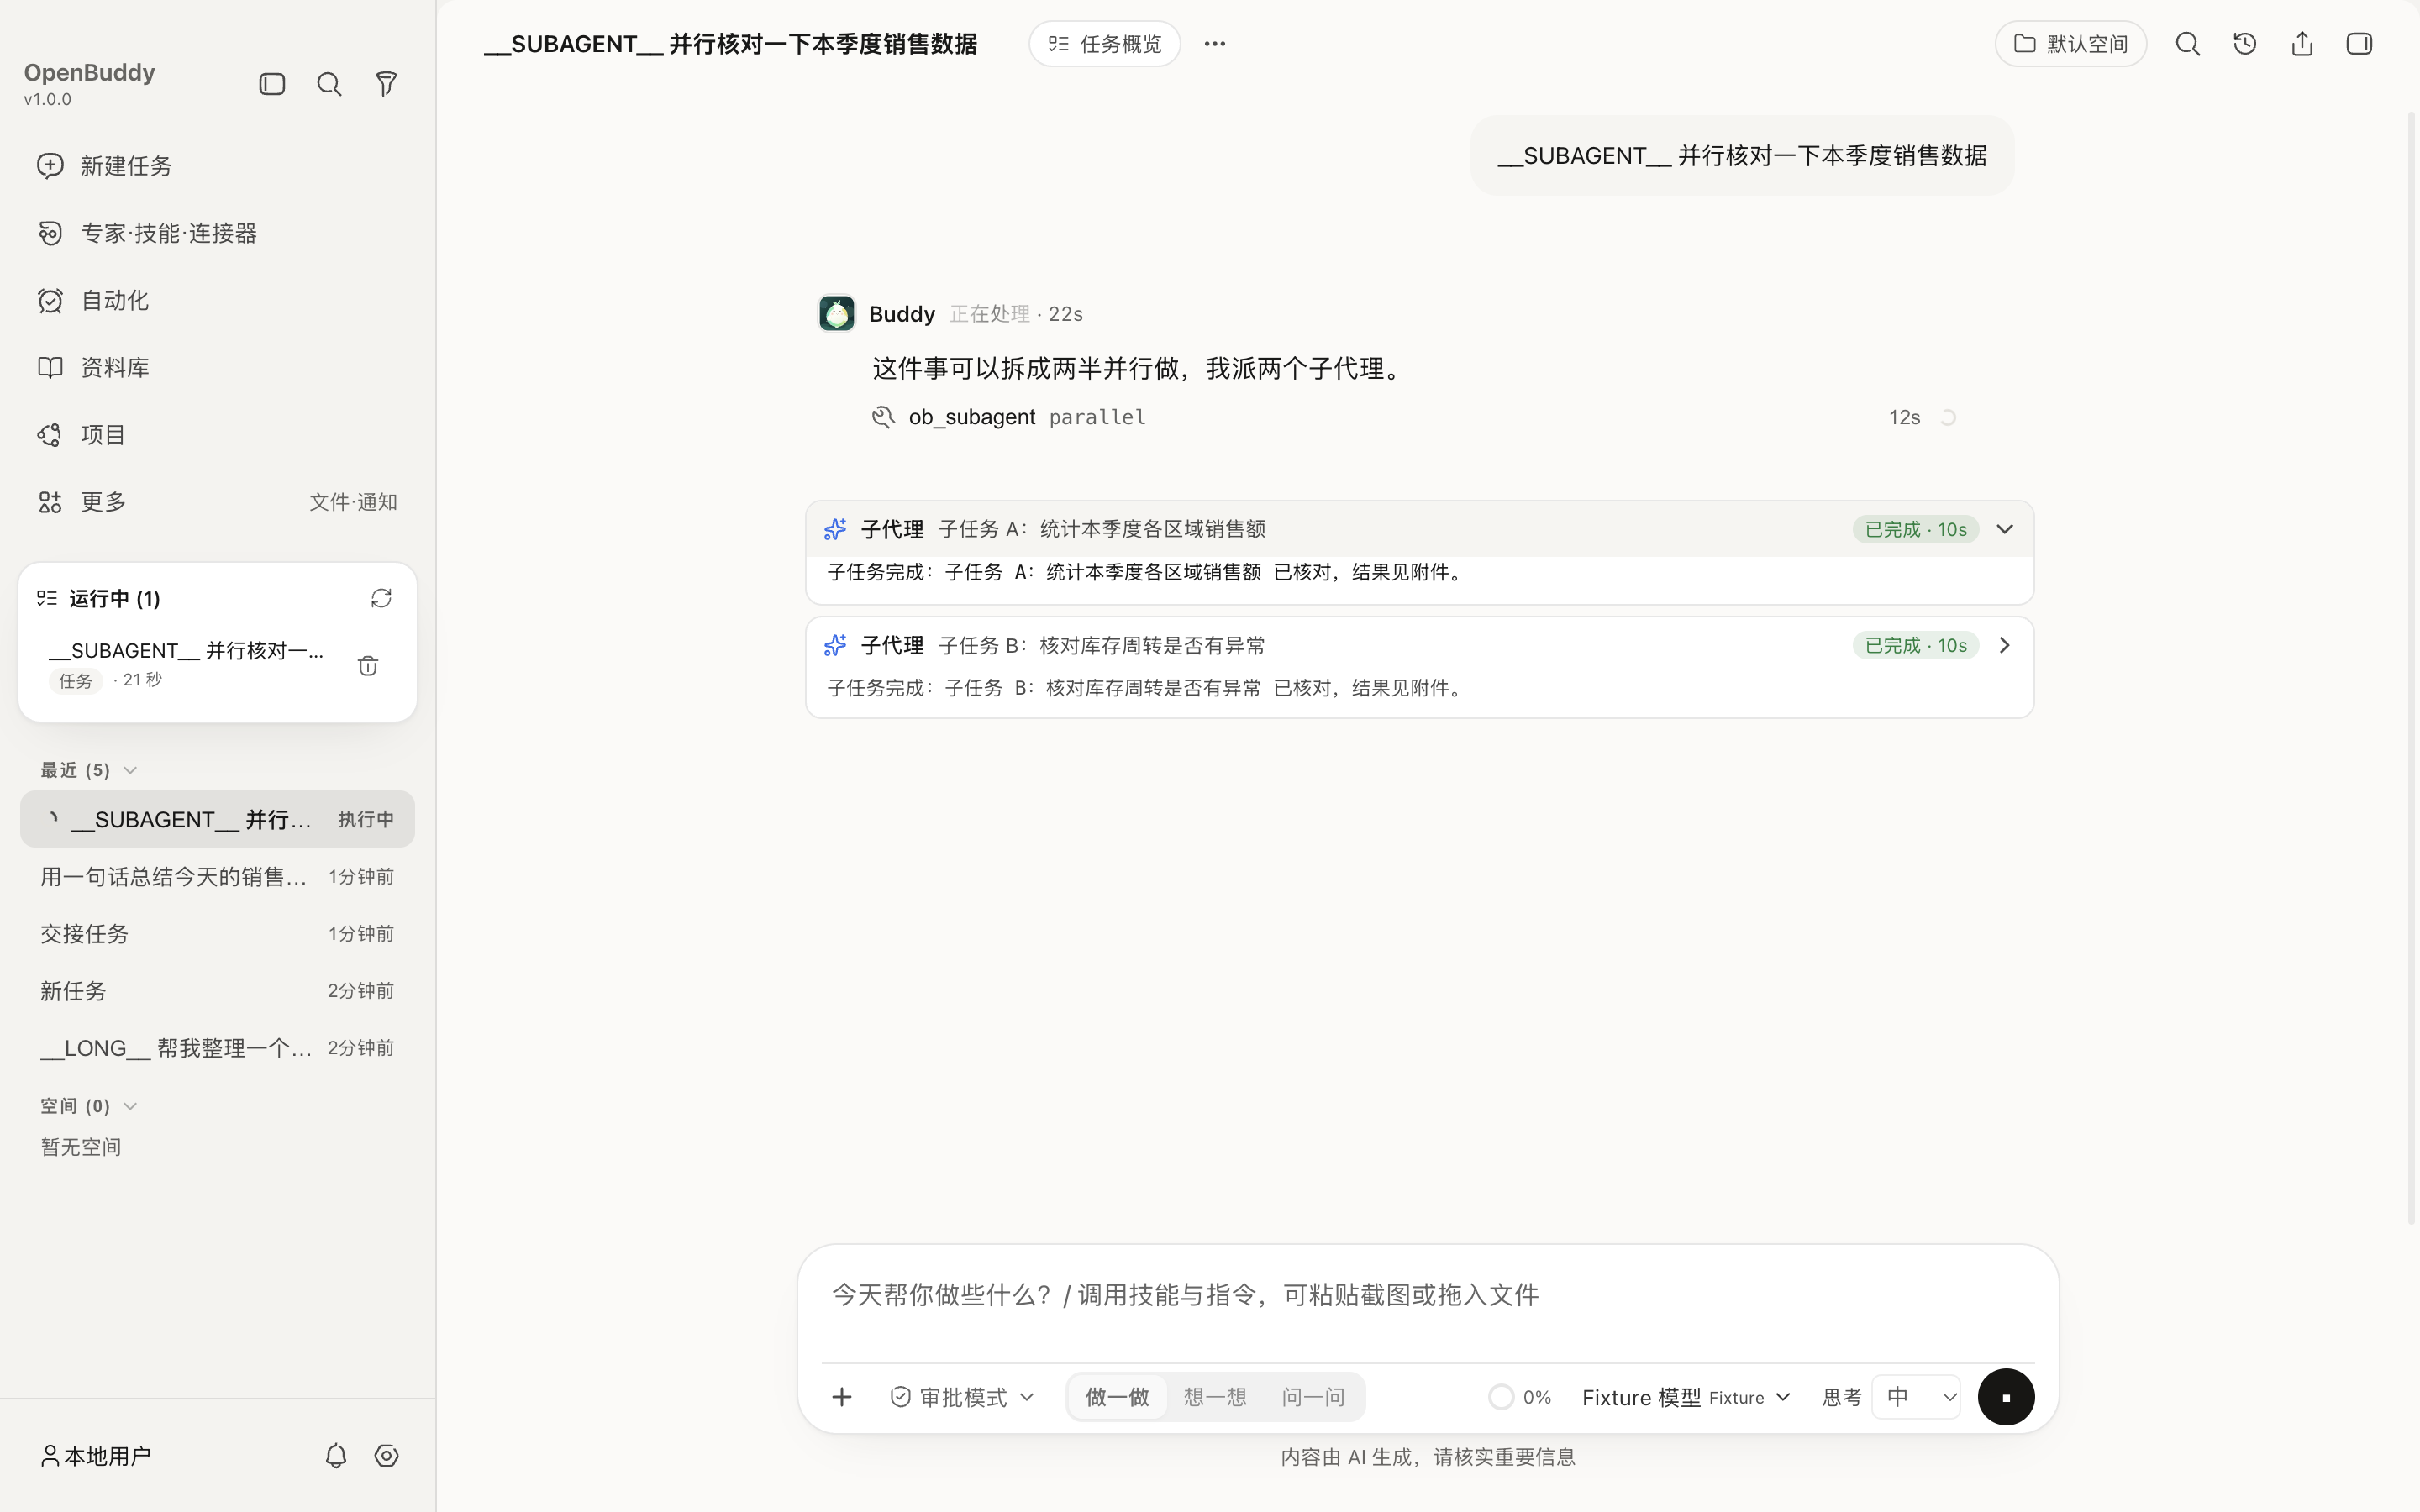 OpenBuddy
v1.0.0
新建任务
专家·技能·连接器
自动化
资料库
项目
更多 文件·通知
运行中 (1)
__SUBAGENT__ 并行核对一...
任务 · 21 秒
最近 (5)
__SUBAGENT__ 并行... 执行中
用一句话总结今天的销售... 1分钟前
交接任务 1分钟前
新任务 2分钟前
__LONG__ 帮我整理一个... 2分钟前
空间 (0)
暂无空间
本地用户
__SUBAGENT__ 并行核对一下本季度销售数据
任务概览
默认空间
__SUBAGENT__ 并行核对一下本季度销售数据
Buddy 正在处理 · 22s
这件事可以拆成两半并行做，我派两个子代理。
ob_subagent parallel 12s
子代理 子任务 A：统计本季度各区域销售额 已完成 · 10s
子任务完成：子任务 A：统计本季度各区域销售额 已核对，结果见附件。
子代理 子任务 B：核对库存周转是否有异常 已完成 · 10s
子任务完成：子任务 B：核对库存周转是否有异常 已核对，结果见附件。
今天帮你做些什么？/ 调用技能与指令，可粘贴截图或拖入文件
审批模式 做一做 想一想 问一问 0% Fixture 模型 Fixture 思考 中
内容由 AI 生成，请核实重要信息